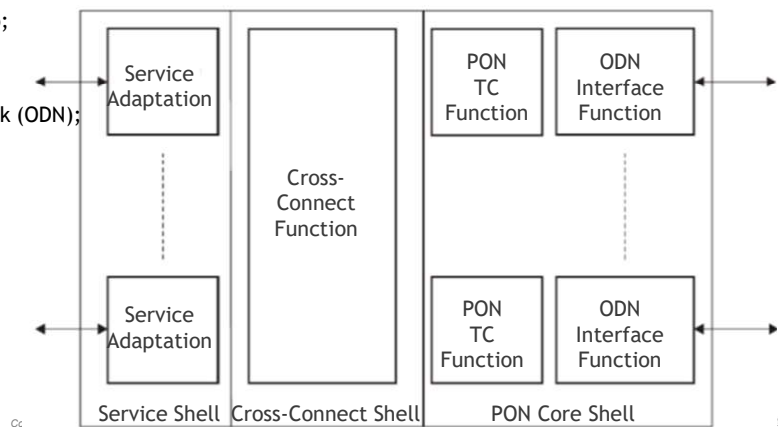 );
k (ODN);
Service
Adaptation
PON
TC
Function
ODN
Interface
Function
Cross-
Connect
Function
Service
Adaptation
PON
TC
Function
ODN
Interface
Function
Service Shell
Cross-Connect Shell
PON Core Shell